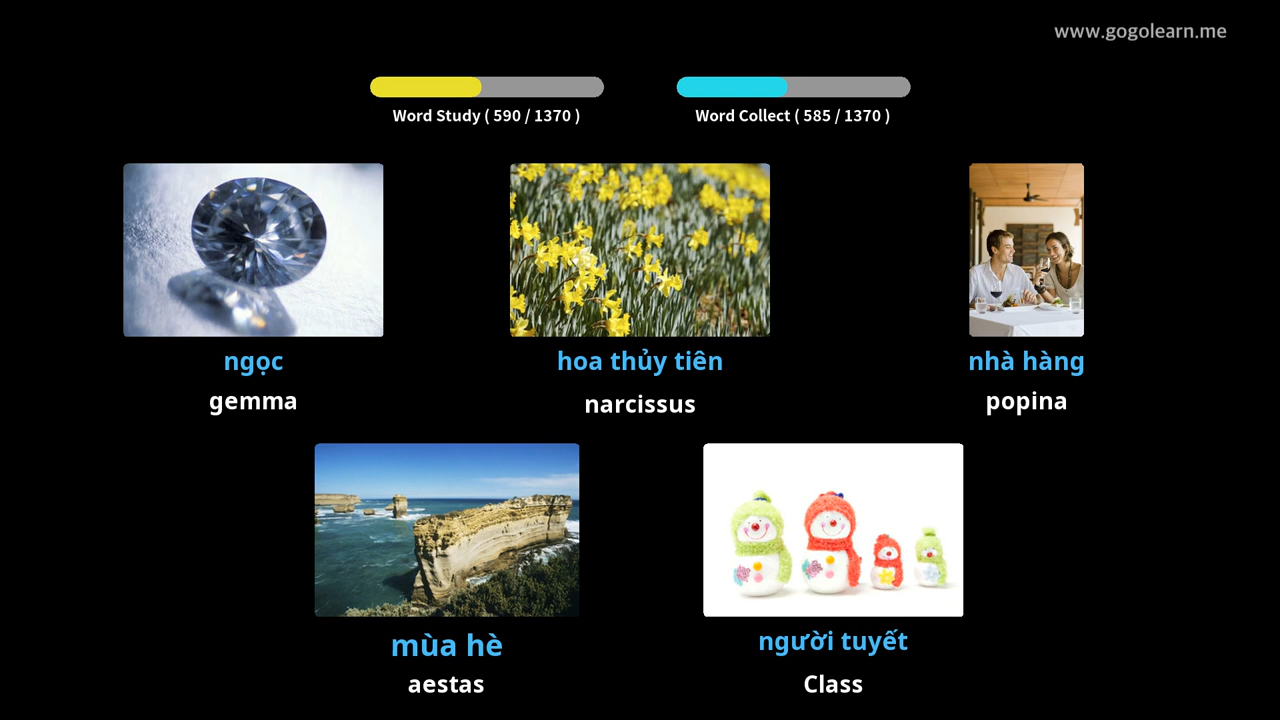 www.gogolearn.me
Word Study ( 590 / 1370 )
Word Collect ( 585 / 1370 )
ngọc
hoa thủy tiên
nhà hàng
gemma
narcissus
popina
mùa hè
người tuyết
aestas
Class